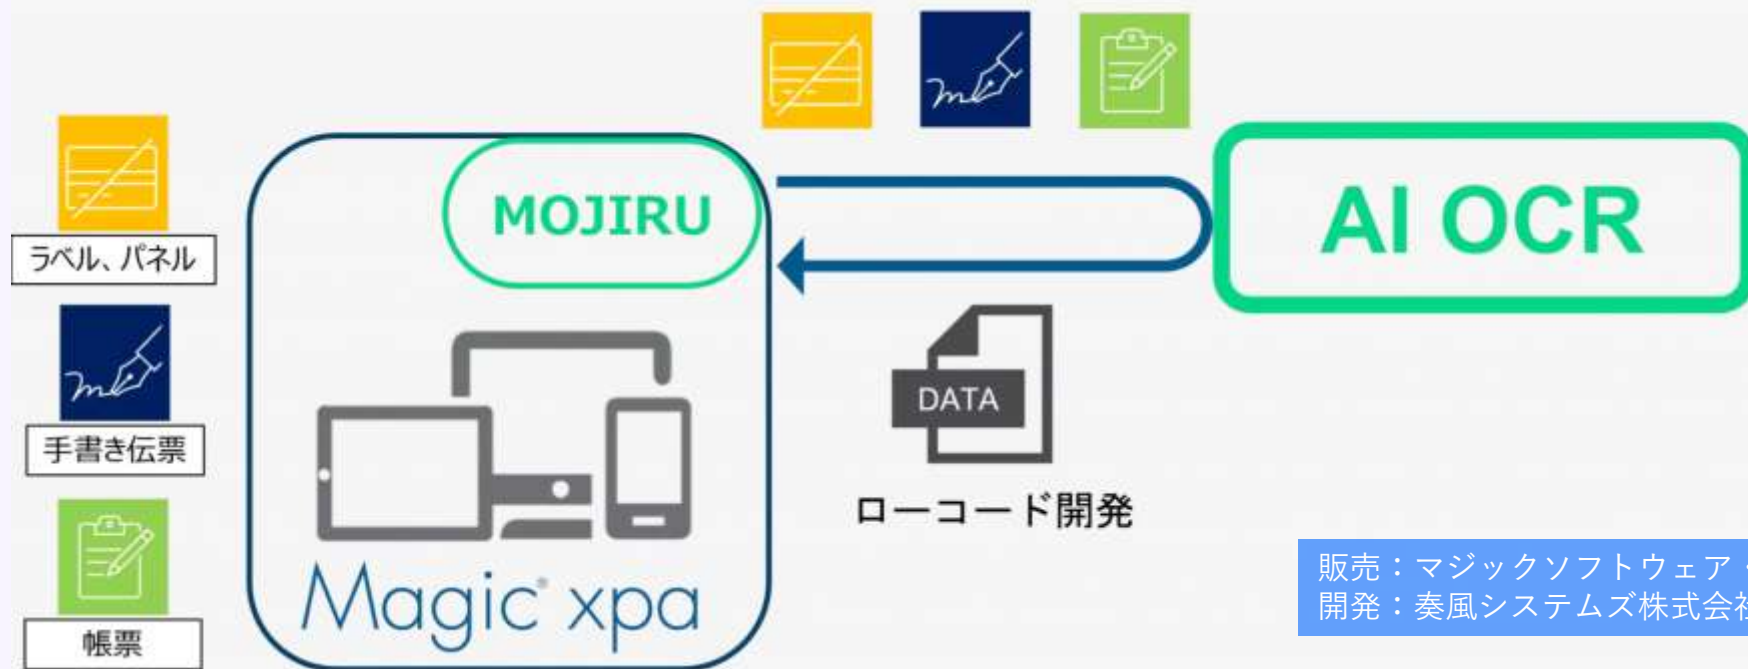 ラベル、パネル
手書き伝票
帳票
MOJIRU
Magic® xpa
AI OCR
DATA
ローコード開発
販売：マジックソフトウェア・
開発：奏風システムズ株式会社